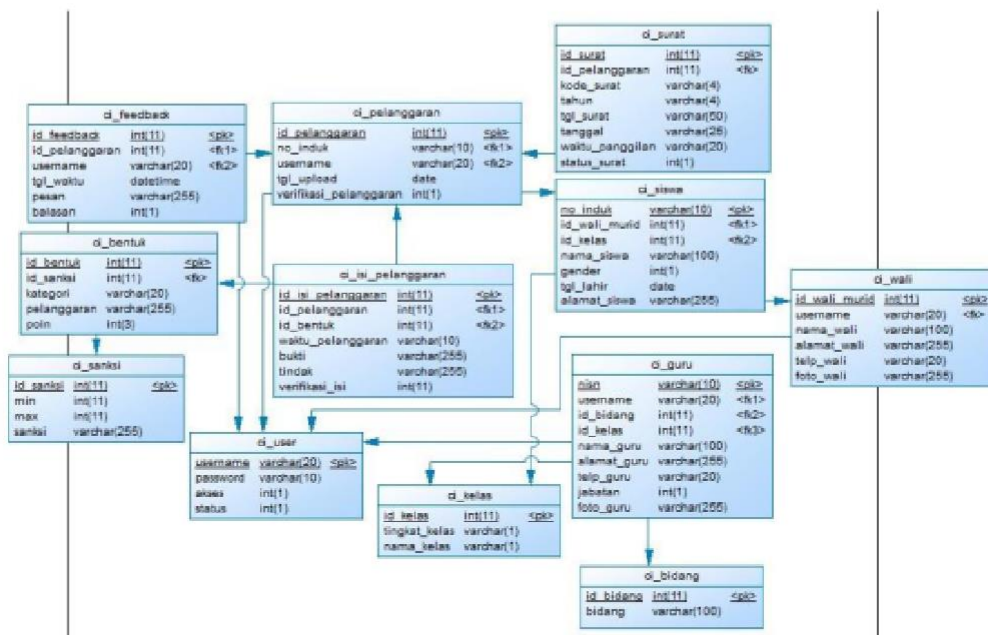 ci_surat
id_surat int(11) <pk>
id_pelanggaran int(11) <fk>
kode_surat varchar(4)
tahun varchar(4)
tgl_surat varchar(50)
tanggal varchar(25)
waktu_panggilan varchar(20)
status_surat int(1)
ci_feedback
id_feedback int(11) <pk>
id_pelanggaran int(11) <fk1>
username varchar(20) <fk2>
tgl_waktu datetime
pesan varchar(255)
balasan int(1)
ci_pelanggaran
id_pelanggaran int(11) <pk>
no_induk varchar(10) <fk1>
username varchar(20) <fk2>
tgl_upload date
verifikasi_pelanggaran int(1)
ci_siswa
no_induk varchar(10) <pk>
id_wali_murid int(11) <fk1>
id_kelas int(11) <fk2>
nama_siswa varchar(100)
gender int(1)
tgl_lahir date
alamat_siswa varchar(255)
ci_bentuk
id_bentuk int(11) <pk>
id_sanksi int(11) <fk>
kategori varchar(20)
pelanggaran varchar(255)
poin int(3)
ci_isi_pelanggaran
id_isi_pelanggaran int(11) <pk>
id_pelanggaran int(11) <fk1>
id_bentuk int(11) <fk2>
waktu_pelanggaran varchar(10)
bukti varchar(255)
tindak varchar(255)
verifikasi_isi int(11)
ci_wali
id_wali_murid int(11) <pk>
username varchar(20) <fk>
nama_wali varchar(100)
alamat_wali varchar(255)
telp_wali varchar(20)
foto_wali varchar(255)
ci_sanksi
id_sanksi int(11) <pk>
min int(11)
max int(11)
sanksi varchar(255)
ci_guru
varchar(10) <pk>
username varchar(20) <fk1>
id_bidang int(11) <fk2>
id_kelas int(11) <fk3>
nama_guru varchar(100)
alamat_guru varchar(255)
telp_guru varchar(20)
jabatan int(1)
foto_guru varchar(255)
ci_user
username varchar(20) <pk>
password varchar(10)
akses int(1)
status int(1)
ci_kelas
id_kelas int(11) <pk>
tingkat_kelas varchar(1)
nama_kelas varchar(1)
ci_bidang
id_bidang int(11) <pk>
bidang varchar(100)